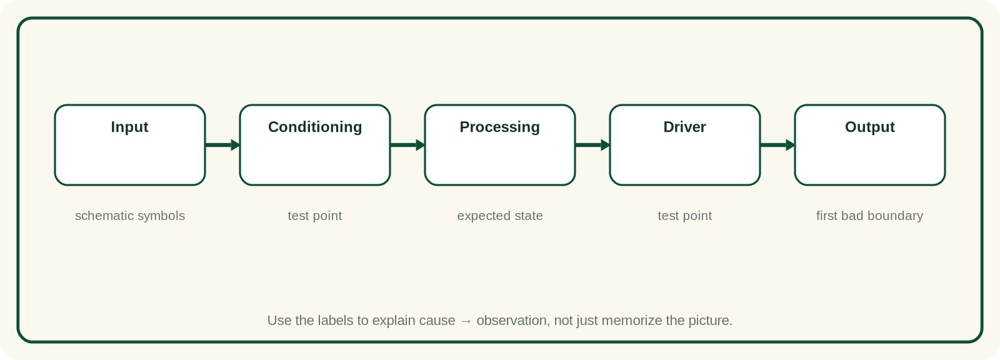 Input
Conditioning
Processing
Driver
Output
schematic symbols
test point
expected state
test point
first bad boundary
Use the labels to explain cause → observation, not just memorize the picture.